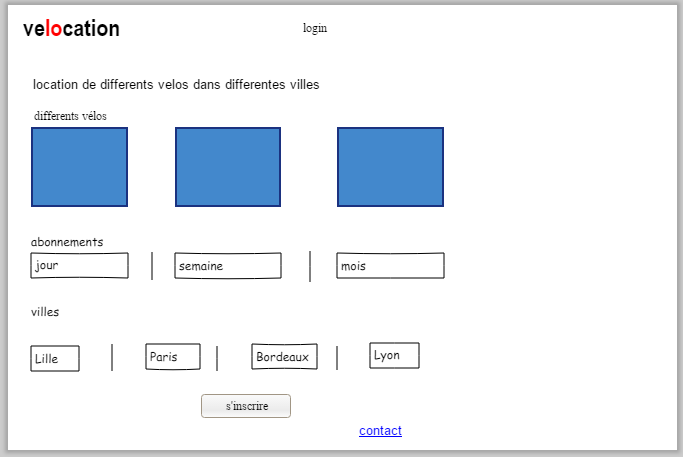 velocation
login
location de differents velos dans differentes villes
differents vélos
abonnements
jour
semaine
mois
villes
Lille
Paris
Bordeaux
Lyon
s'inscrire
contact